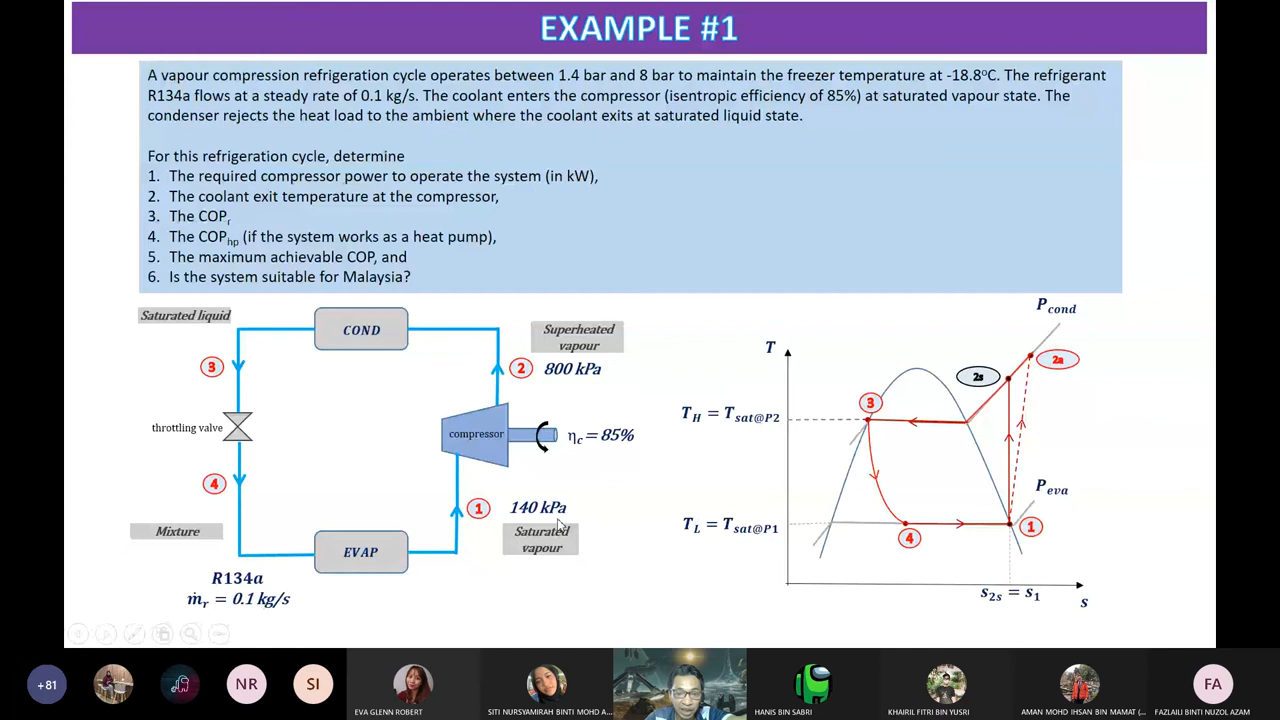 EXAMPLE #1
A vapour compression refrigeration cycle operates between 1.4 bar and 8 bar to maintain the freezer temperature at -18.8°C. The refrigerant
R134a flows at a steady rate of 0.1 kg/s. The coolant enters the compressor (isentropic efficiency of 85%) at saturated vapour state. The
condenser rejects the heat load to the ambient where the coolant exits at saturated liquid state.
For this refrigeration cycle, determine
1. The required compressor power to operate the system (in kW),
2. The coolant exit temperature at the compressor,
3. The COPr
4. The COPhp (if the system works as a heat pump),
5. The maximum achievable COP, and
6. Is the system suitable for Malaysia?
Saturated liquid
COND
Superheated
vapour
3
2
800 kPa
throttling valve
compressor
ηc = 85%
4
1
140 kPa
Mixture
EVAP
Saturated
vapour
R134a
ṁr = 0.1 kg/s
Pcond
T
2a
2s
3
TH = Tsat@P2
Peva
TL = Tsat@P1
4
1
s2s = s1
s
+81
NR
SI
EVA GLENN ROBERT
SITI NURSYAMIRAH BINTI MOHD A...
HANIS BIN SABRI
KHAIRIL FITRI BIN YUSRI
AMAN MOHD IHSAN BIN MAMAT (...
FA
FAZLAILI BINTI NUZOL AZAM